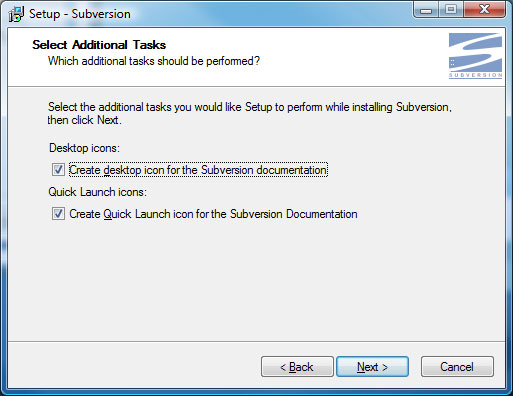 Setup - Subversion
Select Additional Tasks
Which additional tasks should be performed?
SUBVERSION
Select the additional tasks you would like Setup to perform while installing Subversion,
then click Next.
Desktop icons:
Create desktop icon for the Subversion documentation
Quick Launch icons:
Create Quick Launch icon for the Subversion Documentation
< Back
Next >
Cancel